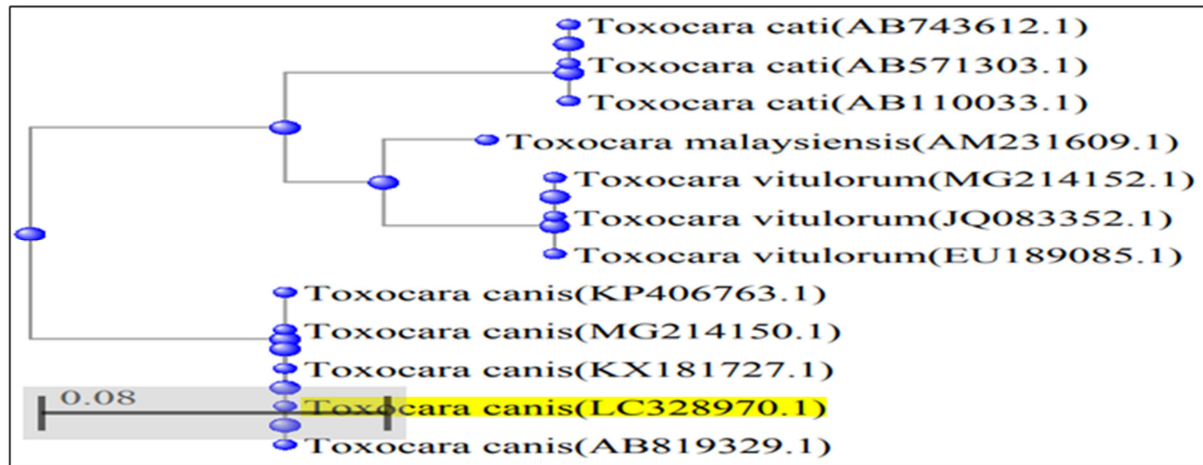 Toxocara cati(AB743612.1)
Toxocara cati(AB571303.1)
Toxocara cati(AB110033.1)
Toxocara malaysiensis(AM231609.1)
Toxocara vitulorum(MG214152.1)
Toxocara vitulorum(JQ083352.1)
Toxocara vitulorum(EU189085.1)
Toxocara canis(KP406763.1)
Toxocara canis(MG214150.1)
Toxocara canis(KX181727.1)
0.08
Toxocara canis(LC328970.1)
Toxocara canis(AB819329.1)